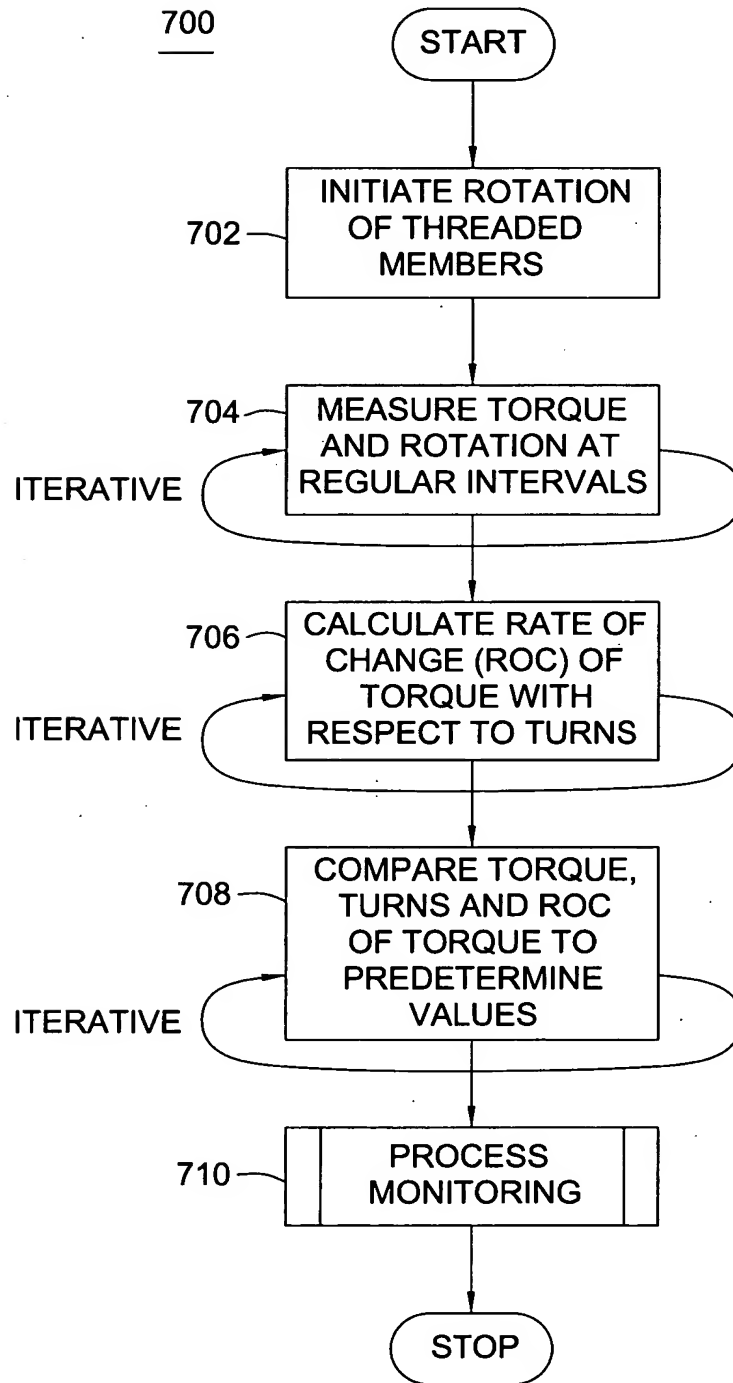 700
START
702
INITIATE ROTATION
OF THREADED
MEMBERS
704
MEASURE TORQUE
AND ROTATION AT
REGULAR INTERVALS
ITERATIVE
706
CALCULATE RATE OF
CHANGE (ROC) OF
TORQUE WITH
RESPECT TO TURNS
ITERATIVE
708
COMPARE TORQUE,
TURNS AND ROC
OF TORQUE TO
PREDETERMINE
VALUES
ITERATIVE
710
PROCESS
MONITORING
STOP